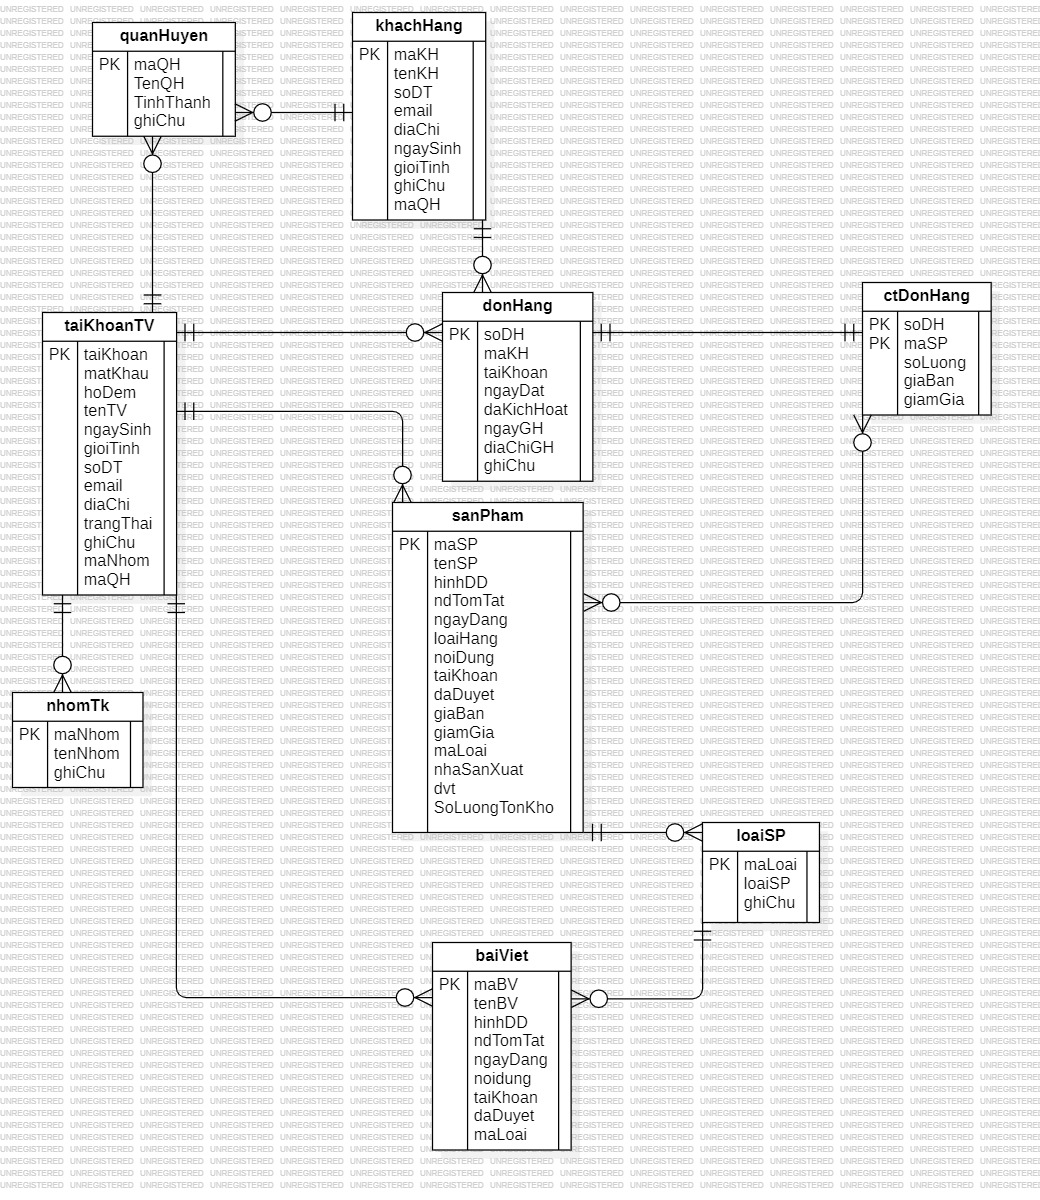 quanHuyen
PK maQH
TenQH
TinhThanh
ghiChu
khachHang
PK maKH
tenKH
soDT
email
diaChi
ngaySinh
gioiTinh
ghiChu
maQH
taiKhoanTV
PK taiKhoan
matKhau
hoDem
tenTV
ngaySinh
gioiTinh
soDT
email
diaChi
trangThai
ghiChu
maNhom
maQH
donHang
PK soDH
maKH
taiKhoan
ngayDat
daKichHoat
ngayGH
diaChiGH
ghiChu
ctDonHang
PK soDH
PK maSP
soLuong
giaBan
giamGia
sanPham
PK maSP
tenSP
hinhDD
ndTomTat
ngayDang
loaiHang
noiDung
taiKhoan
daDuyet
giaBan
giamGia
maLoai
nhaSanXuat
dvt
SoLuongTonKho
nhomTk
PK maNhom
tenNhom
ghiChu
loaiSP
PK maLoai
loaiSP
ghiChu
baiViet
PK maBV
tenBV
hinhDD
ndTomTat
ngayDang
noidung
taiKhoan
daDuyet
maLoai
UNREGISTERED